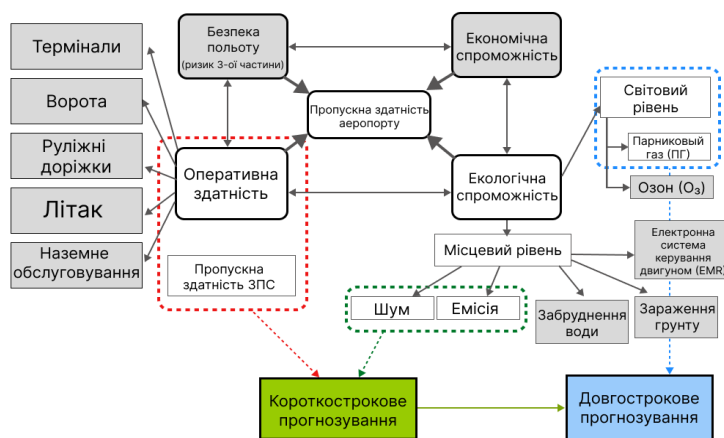 Термінали
Безпека
польоту
(ризик 3-ої частини)
Економічна
спроможність
Ворота
Пропускна здатність
аеропорту
Світовий
рівень
Руліжні
доріжки
Парниковий
газ (ПГ)
Оперативна
здатність
Екологічна
спроможність
Озон (O₃)
Літак
Наземне
обслуговування
Місцевий рівень
Електронна
система
керування
двигуном (EMR)
Пропускна
здатність ЗПС
Шум
Емісія
Забруднення
води
Зараження
грунту
Короткострокове
прогнозування
Довгострокове
прогнозування